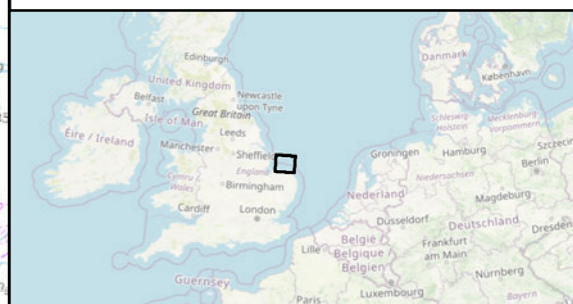 Edinburgh
Danmark
København
United Kingdom
Newcastle
upon Tyne
Belfast
Great Britain
Isle of Man
Schleswig
Holstein
Mecklenburg-
Vorpommern
Éire / Ireland
Leeds
Manchester
Sheffield
Groningen
Hamburg
Szczecin
Berlin
England
Cymru /
Wales
Birmingham
Niedersachsen
Nederland
Magdeburg
Cardiff
London
Düsseldorf
Deutschland
Dresden
Lille
België /
Belgique /
Belgien
Frankfurt
am Main
Nürnberg
Guernsey
Luxembourg
Paris
Bayern